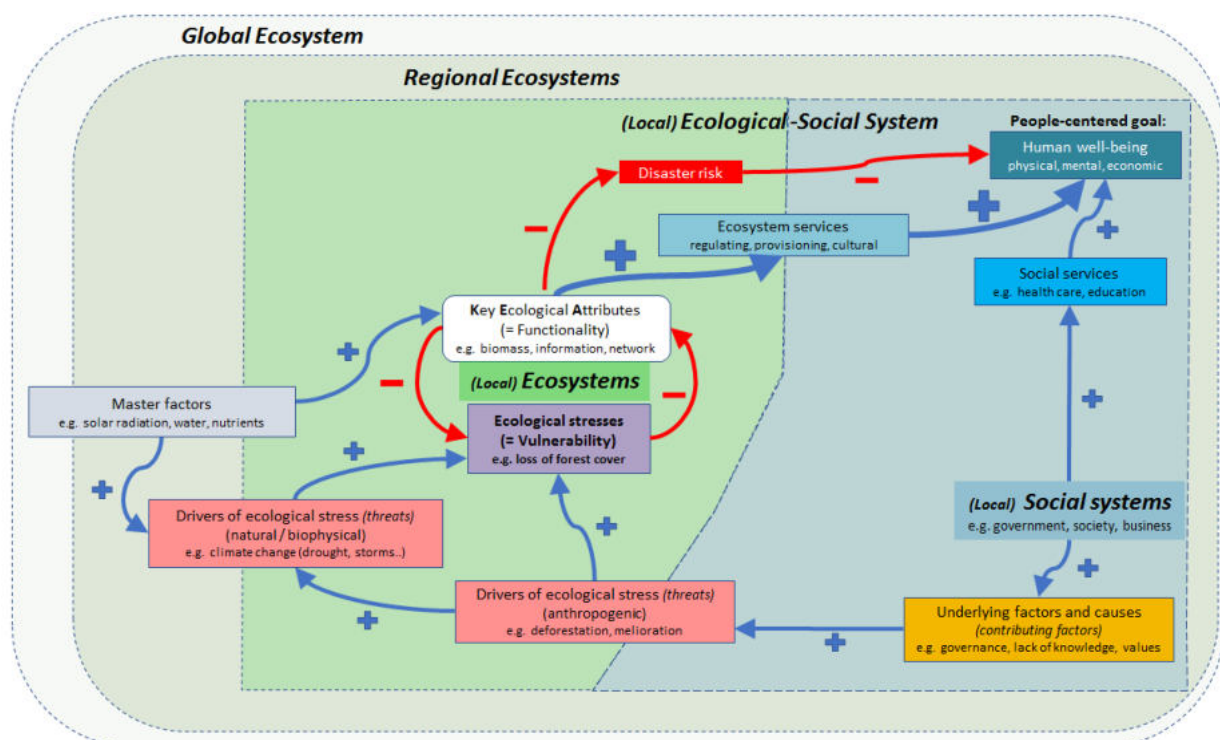 Global Ecosystem
Regional Ecosystems
(Local) Ecological -Social System
People-centered goal:
Human well-being
physical, mental, economic
Disaster risk
Ecosystem services
regulating, provisioning, cultural
Social services
e.g. health care, education
Key Ecological Attributes
(= Functionality)
e.g. biomass, information, network
(Local) Ecosystems
Master factors
e.g. solar radiation, water, nutrients
Ecological stresses
(= Vulnerability)
e.g. loss of forest cover
(Local) Social systems
e.g. government, society, business
Drivers of ecological stress (threats)
(natural / biophysical)
e.g. climate change (drought, storms..)
Drivers of ecological stress (threats)
(anthropogenic)
e.g. deforestation, melioration
Underlying factors and causes
(contributing factors)
e.g. governance, lack of knowledge, values